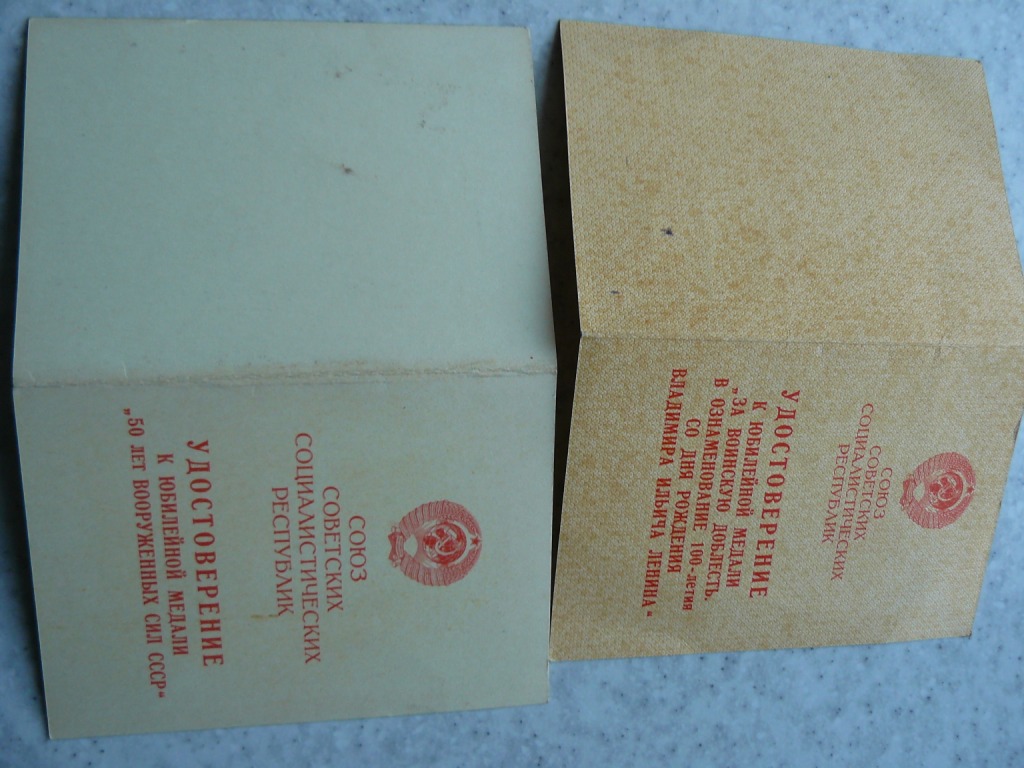 СОЮЗ
СОВЕТСКИХ
СОЦИАЛИСТИЧЕСКИХ
РЕСПУБЛИК
УДОСТОВЕРЕНИЕ
К ЮБИЛЕЙНОЙ МЕДАЛИ
„50 ЛЕТ ВООРУЖЕННЫХ СИЛ СССР“
СОЮЗ
СОВЕТСКИХ
СОЦИАЛИСТИЧЕСКИХ
РЕСПУБЛИК
УДОСТОВЕРЕНИЕ
К ЮБИЛЕЙНОЙ МЕДАЛИ
„ЗА ВОИНСКУЮ ДОБЛЕСТЬ.
В ОЗНАМЕНОВАНИЕ 100-летия
СО ДНЯ РОЖДЕНИЯ
ВЛАДИМИРА ИЛЬИЧА ЛЕНИНА“